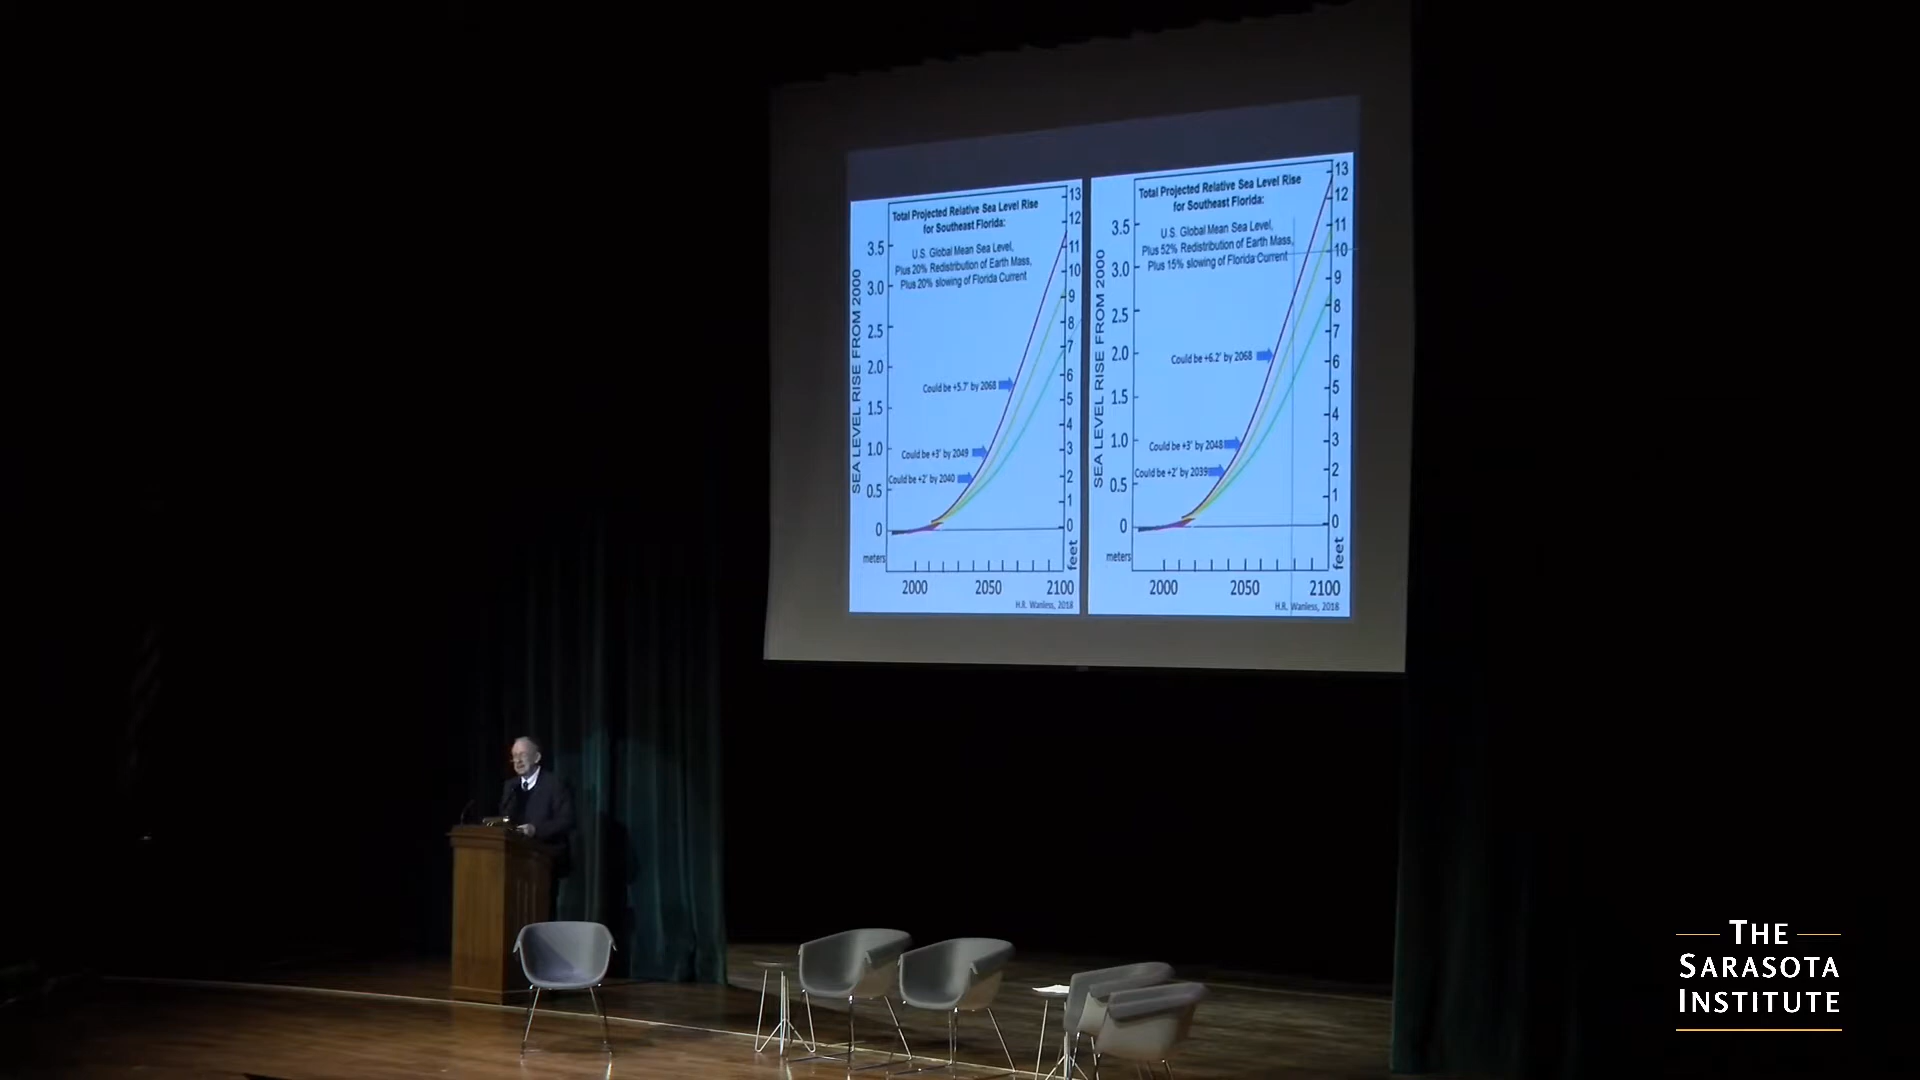 Total Projected Relative Sea Level Rise
for Southeast Florida:
U.S. Global Mean Sea Level,
Plus 20% Redistribution of Earth Mass,
Plus 20% slowing of Florida Current
SEA LEVEL RISE FROM 2000
3.5
3.0
2.5
2.0
1.5
1.0
0.5
0
meters
13
12
11
10
9
8
7
6
5
4
3
2
1
0
feet
Could be +5.7' by 2068
Could be +3' by 2049
Could be +2' by 2040
2000 2050 2100
H.R. Wanless, 2018
Total Projected Relative Sea Level Rise
for Southeast Florida:
U.S. Global Mean Sea Level,
Plus 52% Redistribution of Earth Mass,
Plus 15% slowing of Florida Current
SEA LEVEL RISE FROM 2000
3.5
3.0
2.5
2.0
1.5
1.0
0.5
0
meters
13
12
11
10
9
8
7
6
5
4
3
2
1
0
feet
Could be +6.2' by 2068
Could be +3' by 2048
Could be +2' by 2039
2000 2050 2100
H.R. Wanless, 2018
THE
SARASOTA
INSTITUTE